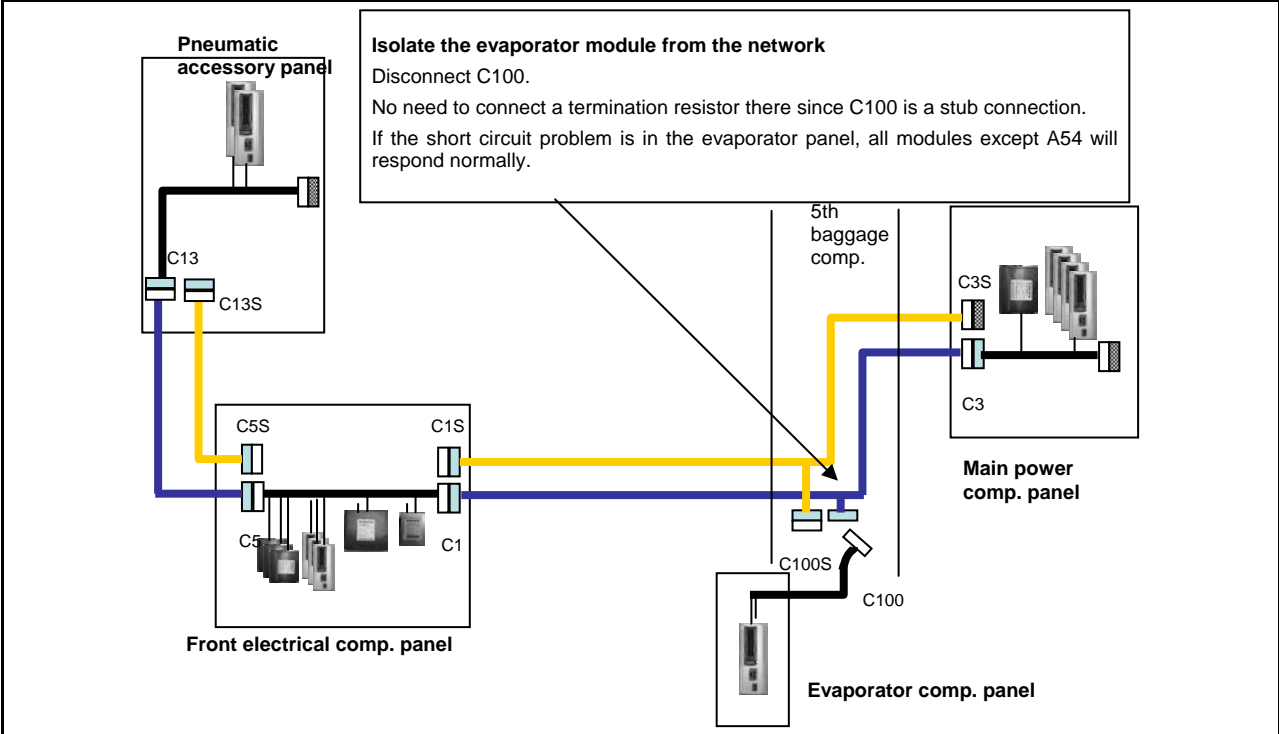 Pneumatic
accessory panel
Isolate the evaporator module from the network
Disconnect C100.
No need to connect a termination resistor there since C100 is a stub connection.
If the short circuit problem is in the evaporator panel, all modules except A54 will
respond normally.
5th
baggage
comp.
C13
C13S
C3S
C3
C5S
C1S
C5
C1
Main power
comp. panel
C100S
C100
Front electrical comp. panel
Evaporator comp. panel